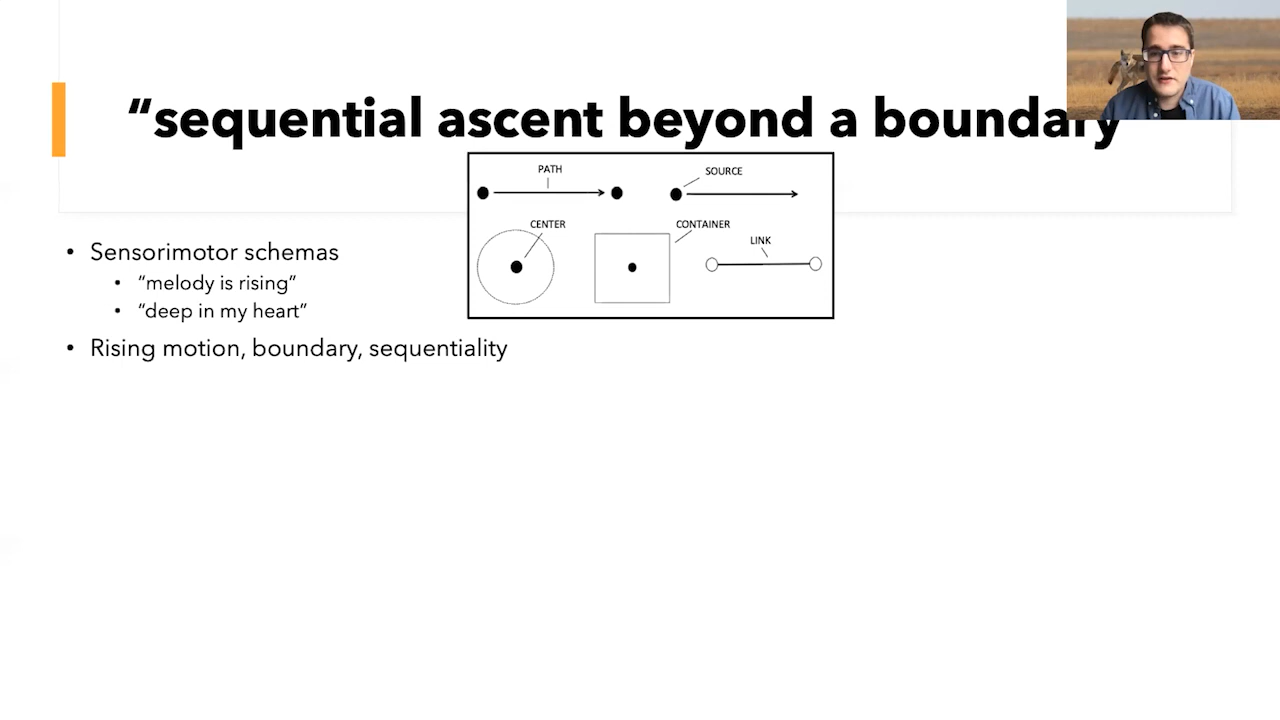 “sequential ascent beyond a boundary
PATH
SOURCE
CENTER
CONTAINER
LINK
• Sensorimotor schemas
• “melody is rising”
• “deep in my heart”
• Rising motion, boundary, sequentiality